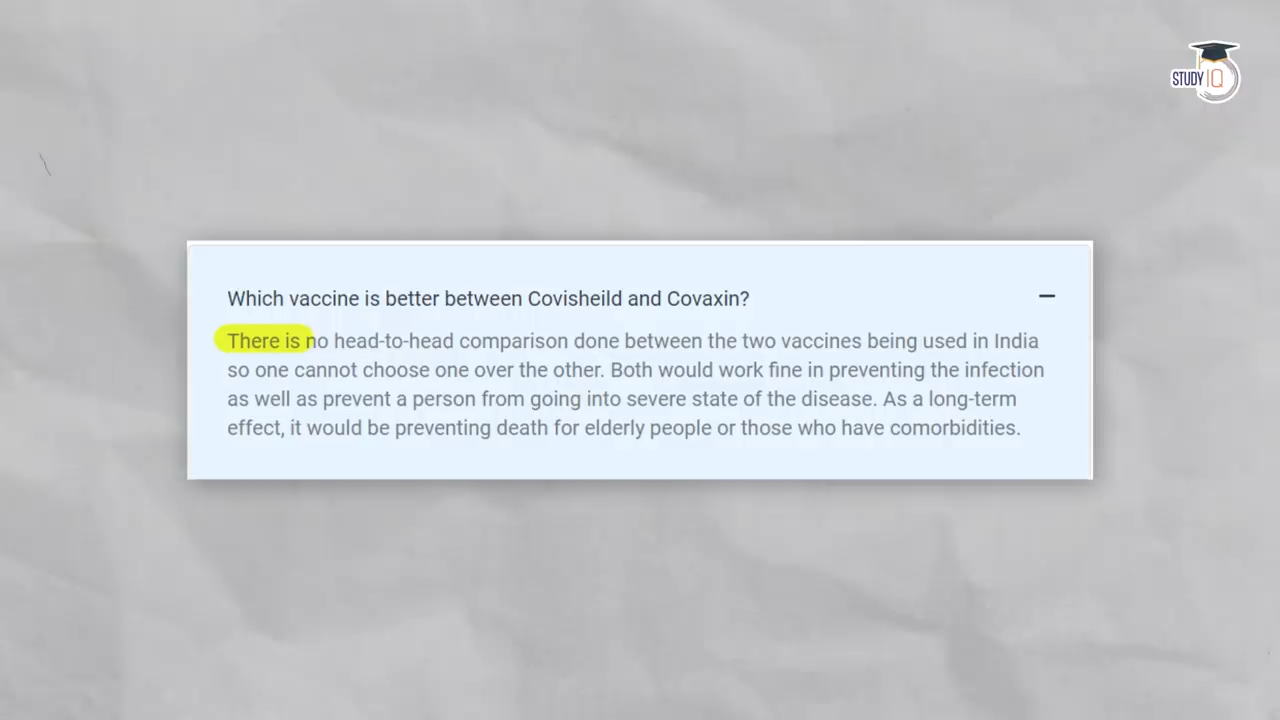 STUDY IQ
Which vaccine is better between Covisheild and Covaxin?
There is no head-to-head comparison done between the two vaccines being used in India
so one cannot choose one over the other. Both would work fine in preventing the infection
as well as prevent a person from going into severe state of the disease. As a long-term
effect, it would be preventing death for elderly people or those who have comorbidities.